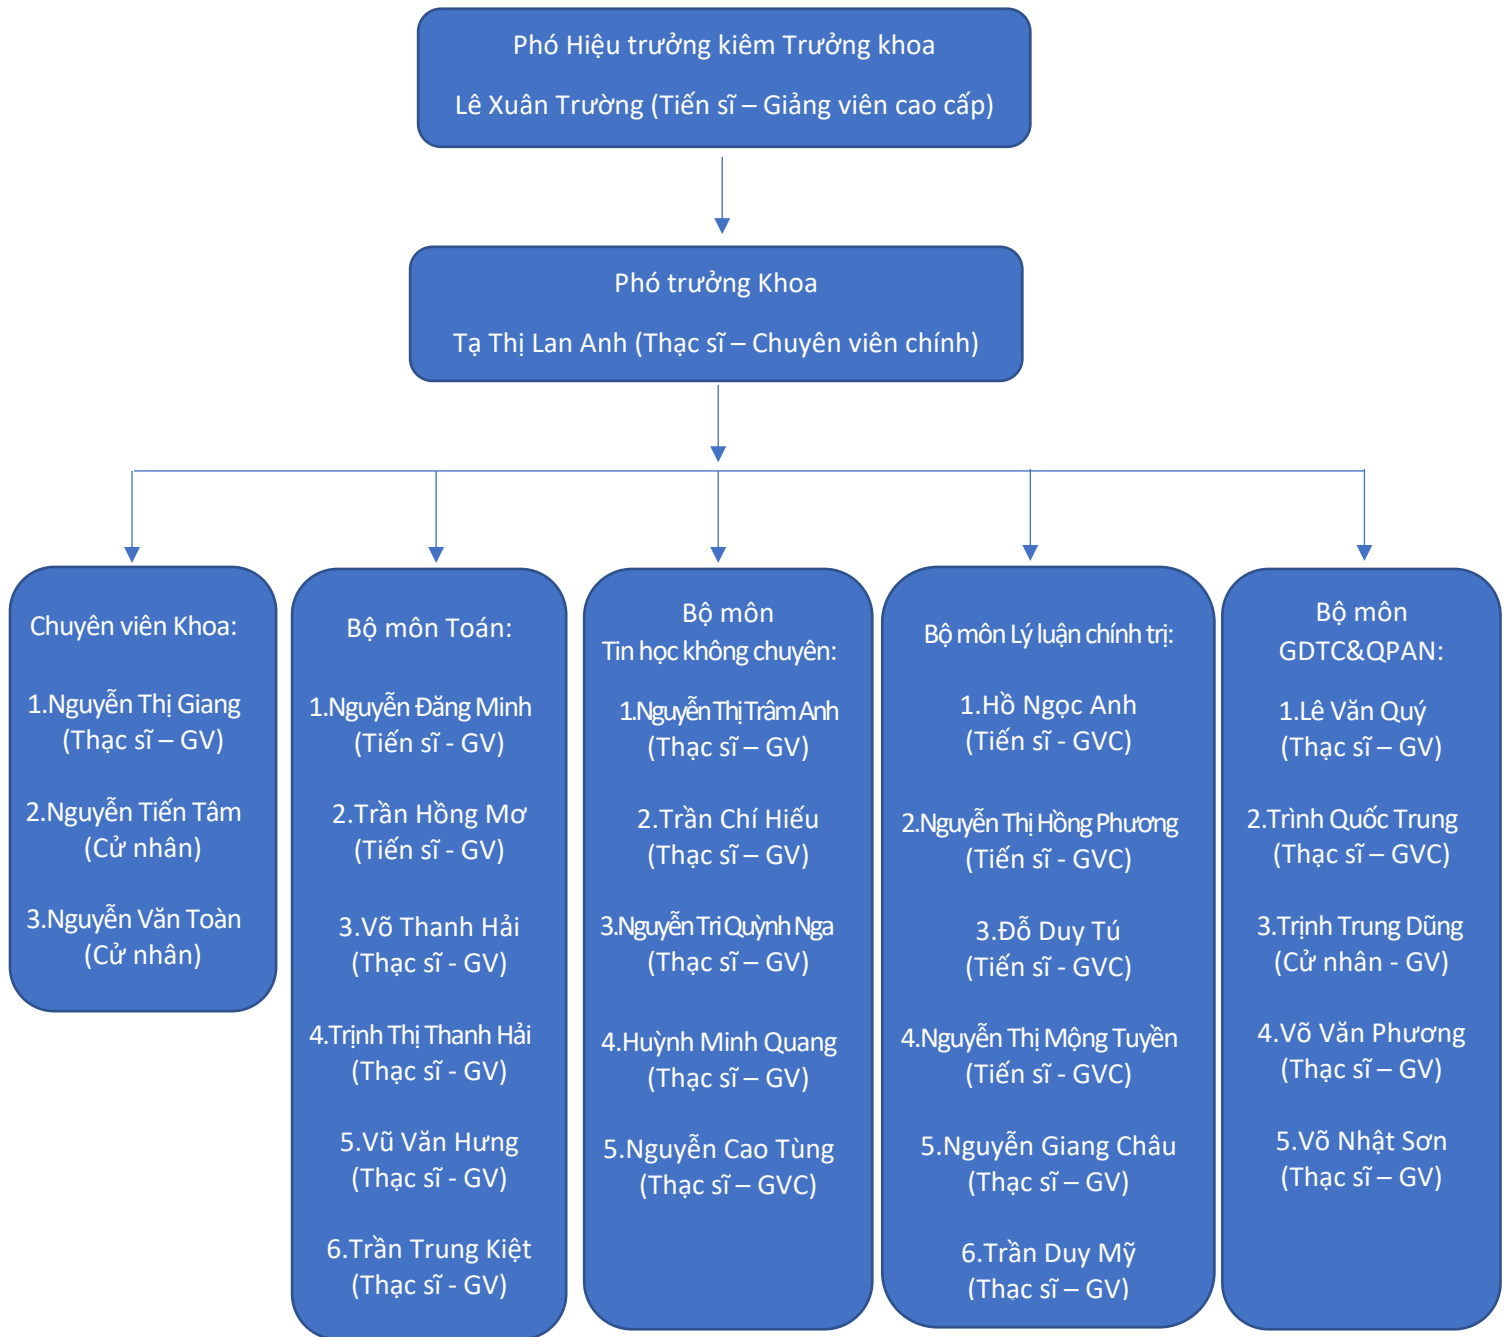 Phó Hiệu trưởng kiêm Trưởng khoa
Lê Xuân Trường (Tiến sĩ – Giảng viên cao cấp)
Phó trưởng Khoa
Tạ Thị Lan Anh (Thạc sĩ – Chuyên viên chính)
Chuyên viên Khoa:
1.Nguyễn Thị Giang
(Thạc sĩ – GV)
2.Nguyễn Tiến Tâm
(Cử nhân)
3.Nguyễn Văn Toàn
(Cử nhân)
Bộ môn Toán:
1.Nguyễn Đăng Minh
(Tiến sĩ - GV)
2.Trần Hồng Mơ
(Tiến sĩ - GV)
3.Võ Thanh Hải
(Thạc sĩ - GV)
4.Trịnh Thị Thanh Hải
(Thạc sĩ - GV)
5.Vũ Văn Hưng
(Thạc sĩ - GV)
6.Trần Trung Kiệt
(Thạc sĩ - GV)
Bộ môn
Tin học không chuyên:
1.Nguyễn Thị Trâm Anh
(Thạc sĩ – GV)
2.Trần Chí Hiếu
(Thạc sĩ – GV)
3.Nguyễn Tri Quỳnh Nga
(Thạc sĩ – GV)
4.Huỳnh Minh Quang
(Thạc sĩ – GV)
5.Nguyễn Cao Tùng
(Thạc sĩ – GVC)
Bộ môn Lý luận chính trị:
1.Hồ Ngọc Anh
(Tiến sĩ - GVC)
2.Nguyễn Thị Hồng Phương
(Tiến sĩ - GVC)
3.Đỗ Duy Tú
(Tiến sĩ - GVC)
4.Nguyễn Thị Mộng Tuyền
(Tiến sĩ - GVC)
5.Nguyễn Giang Châu
(Thạc sĩ – GV)
6.Trần Duy Mỹ
(Thạc sĩ – GV)
Bộ môn
GDTC&QPAN:
1.Lê Văn Quý
(Thạc sĩ – GV)
2.Trình Quốc Trung
(Thạc sĩ – GVC)
3.Trịnh Trung Dũng
(Cử nhân - GV)
4.Võ Văn Phương
(Thạc sĩ – GV)
5.Võ Nhật Sơn
(Thạc sĩ – GV)